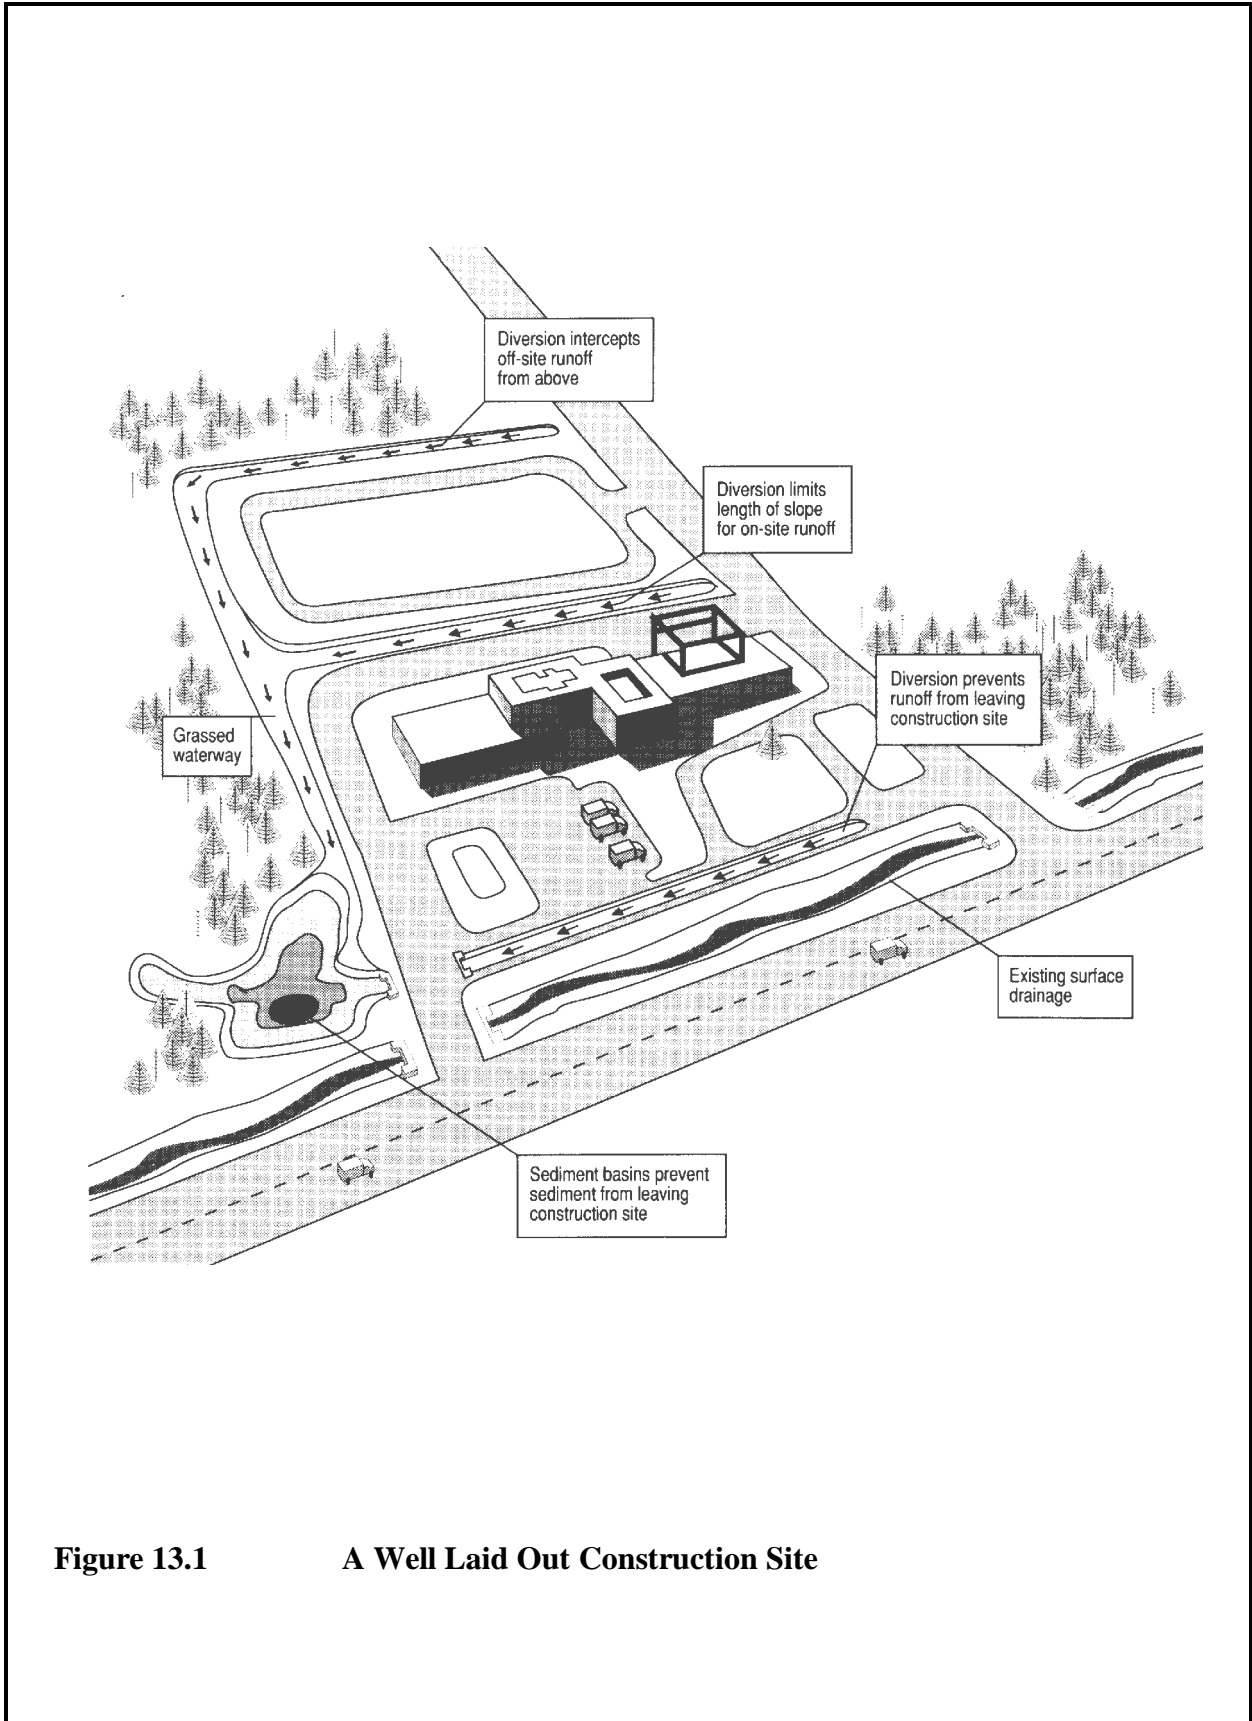 Diversion intercepts
off-site runoff
from above
Diversion limits
length of slope
for on-site runoff
Diversion prevents
runoff from leaving
construction site
Grassed
waterway
Existing surface
drainage
Sediment basins prevent
sediment from leaving
construction site
Figure 13.1 A Well Laid Out Construction Site